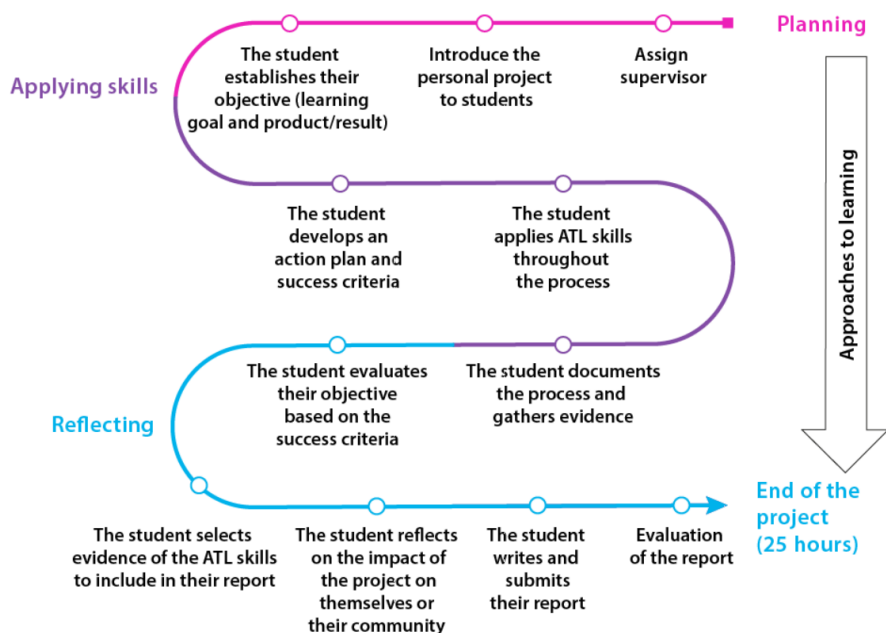 Planning
Assign
supervisor
Introduce the
personal project
to students
The student
establishes their
objective (learning
goal and product/result)
Applying skills
The student
develops an
action plan and
success criteria
The student
applies ATL skills
throughout
the process
The student documents
the process and
gathers evidence
The student evaluates
their objective
based on the
success criteria
Reflecting
The student selects
evidence of the ATL skills
to include in their report
The student reflects
on the impact of
the project on
themselves or
their community
The student
writes and
submits
their report
Evaluation
of the report
End of the
project
(25 hours)
Approaches to learning